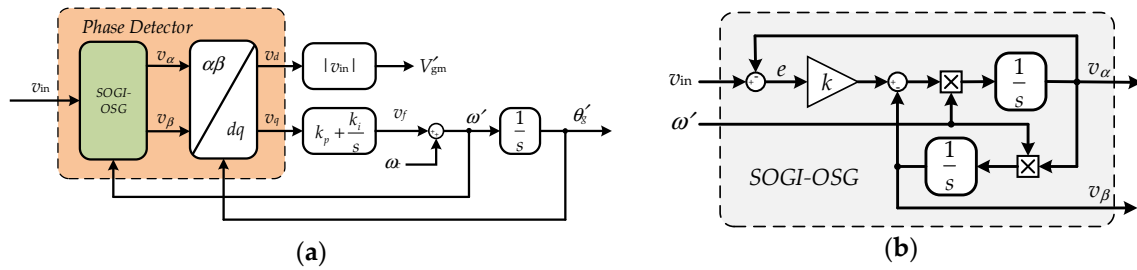 Phase Detector
v_in
SOGI-OSG
v_α
v_β
αβ
dq
v_d
v_q
|v_in|
V'_gm
k_p + k_i/s
v_f
ω_c
ω'
1/s
θ'_g
(a)
v_in
e
k
1/s
v_α
ω'
1/s
SOGI-OSG
v_β
(b)